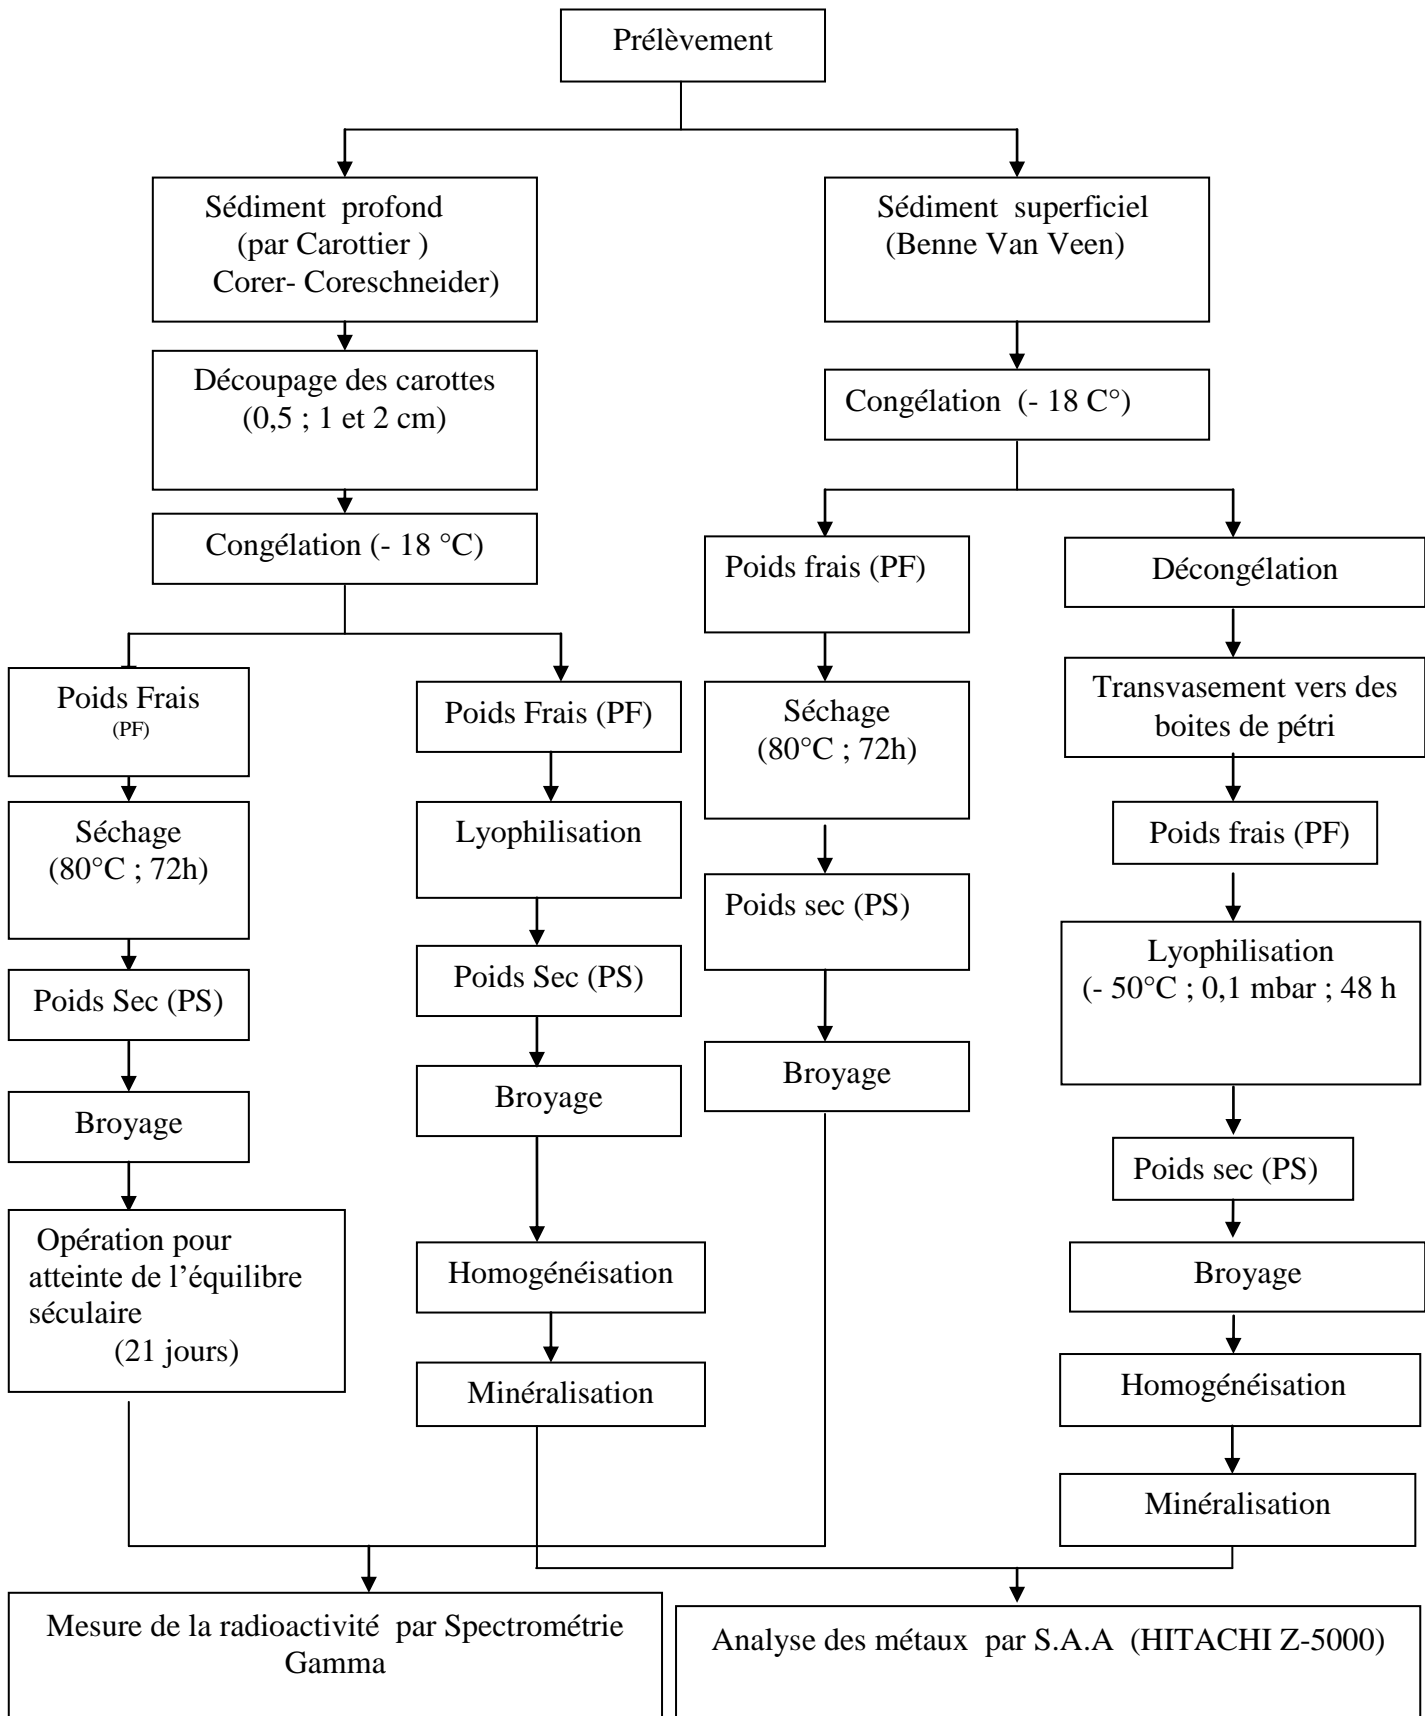 Prélèvement
Sédiment profond
(par Carottier )
Corer- Coreschneider)
Sédiment superficiel
(Benne Van Veen)
Découpage des carottes
(0,5 ; 1 et 2 cm)
Congélation (- 18 C°)
Congélation (- 18 °C)
Poids frais (PF)
Décongélation
Poids Frais
(PF)
Poids Frais (PF)
Séchage
(80°C ; 72h)
Transvasement vers des
boites de pétri
Séchage
(80°C ; 72h)
Lyophilisation
Poids frais (PF)
Poids sec (PS)
Lyophilisation
(- 50°C ; 0,1 mbar ; 48 h
Poids Sec (PS)
Poids Sec (PS)
Broyage
Broyage
Broyage
Poids sec (PS)
Opération pour
atteinte de l’équilibre
séculaire
(21 jours)
Homogénéisation
Broyage
Minéralisation
Homogénéisation
Minéralisation
Mesure de la radioactivité par Spectrométrie
Gamma
Analyse des métaux par S.A.A (HITACHI Z-5000)